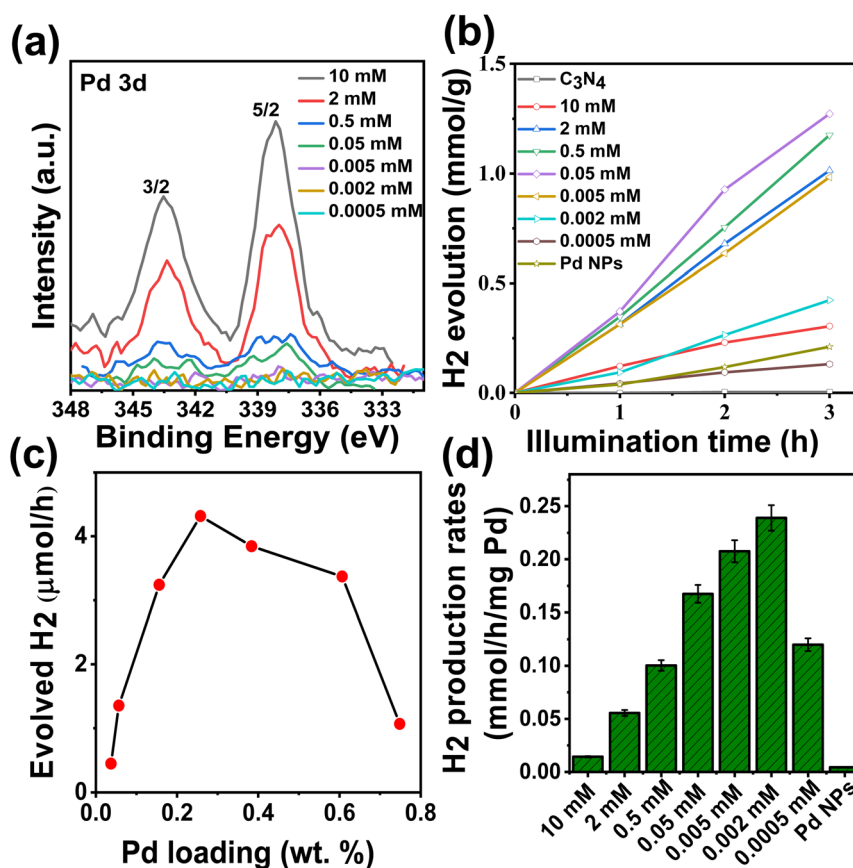 (a)
Pd 3d
10 mM
2 mM
0.5 mM
0.05 mM
0.005 mM
0.002 mM
0.0005 mM
5/2
3/2
Intensity (a.u.)
348 345 342 339 336 333
Binding Energy (eV)
(b)
C3N4
10 mM
2 mM
0.5 mM
0.05 mM
0.005 mM
0.002 mM
0.0005 mM
Pd NPs
H2 evolution (mmol/g)
1.5
1.0
0.5
0.0
0 1 2 3
Illumination time (h)
(c)
Evolved H2 (μmol/h)
4
2
0
0.0 0.2 0.4 0.6 0.8
Pd loading (wt. %)
(d)
H2 production rates
(mmol/h/mg Pd)
0.25
0.20
0.15
0.10
0.05
0.00
10 mM
2 mM
0.5 mM
0.05 mM
0.005 mM
0.002 mM
0.0005 mM
Pd NPs